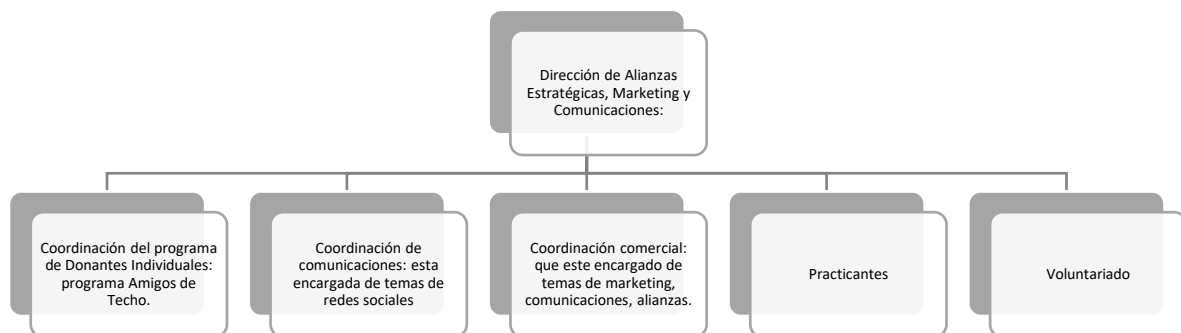 Dirección de Alianzas
Estratégicas, Marketing y
Comunicaciones:
Coordinación del programa
de Donantes Individuales:
programa Amigos de
Techo.
Coordinación de
comunicaciones: esta
encargada de temas de
redes sociales
Coordinación comercial:
que este encargado de
temas de marketing,
comunicaciones, alianzas.
Practicantes
Voluntariado